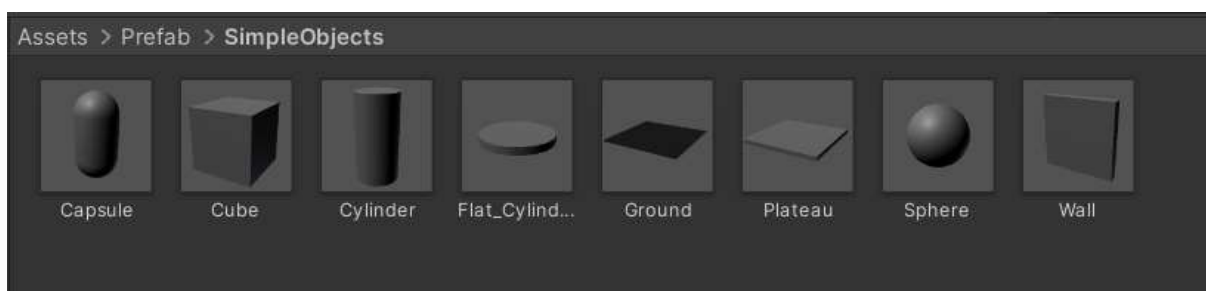 Assets > Prefab > SimpleObjects
Capsule Cube Cylinder Flat_Cylind... Ground Plateau Sphere Wall